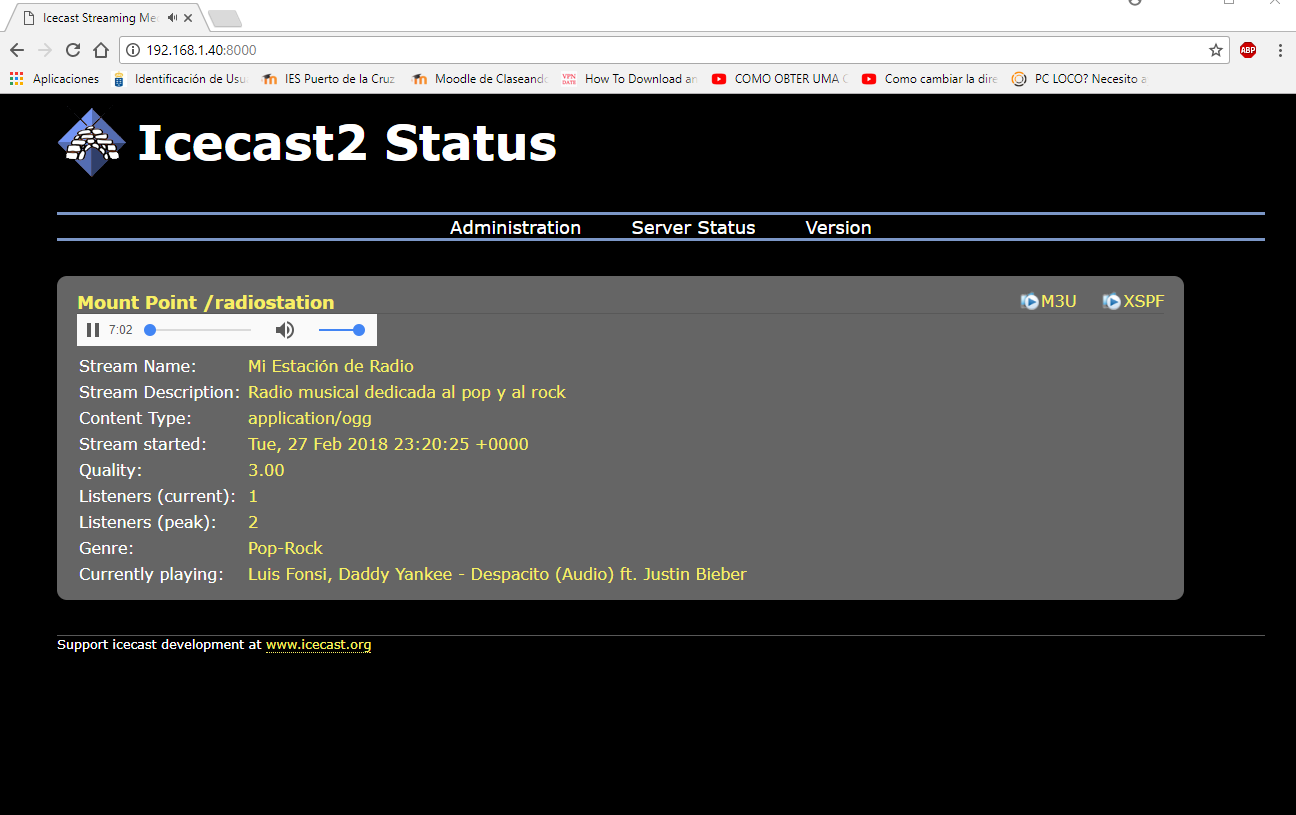 Icecast Streaming Me
192.168.1.40:8000
ABP
Aplicaciones Identificación de Usu IES Puerto de la Cruz Moodle de Claseando VPN DATE How To Download an COMO OBTER UMA Como cambiar la dire PC LOCO? Necesito a
Icecast2 Status
Administration Server Status Version
Mount Point /radiostation M3U XSPF
7:02
Stream Name: Mi Estación de Radio
Stream Description: Radio musical dedicada al pop y al rock
Content Type: application/ogg
Stream started: Tue, 27 Feb 2018 23:20:25 +0000
Quality: 3.00
Listeners (current): 1
Listeners (peak): 2
Genre: Pop-Rock
Currently playing: Luis Fonsi, Daddy Yankee - Despacito (Audio) ft. Justin Bieber
Support icecast development at www.icecast.org